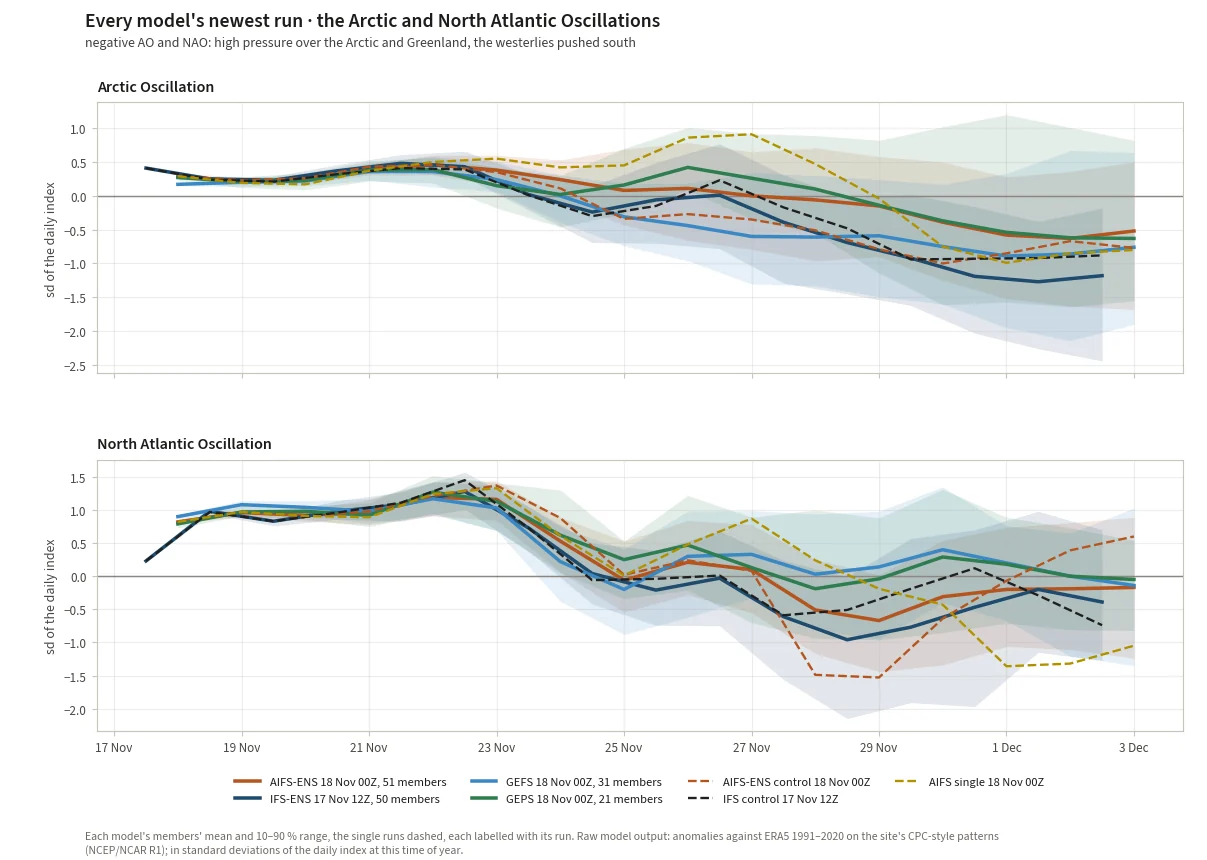 Every model's newest run · the Arctic and North Atlantic Oscillations
negative AO and NAO: high pressure over the Arctic and Greenland, the westerlies pushed south
Arctic Oscillation
sd of the daily index
1.0
0.5
0.0
−0.5
−1.0
−1.5
−2.0
−2.5
North Atlantic Oscillation
sd of the daily index
1.5
1.0
0.5
0.0
−0.5
−1.0
−1.5
−2.0
17 Nov 19 Nov 21 Nov 23 Nov 25 Nov 27 Nov 29 Nov 1 Dec 3 Dec
AIFS-ENS 18 Nov 00Z, 51 members GEFS 18 Nov 00Z, 31 members AIFS-ENS control 18 Nov 00Z AIFS single 18 Nov 00Z
IFS-ENS 17 Nov 12Z, 50 members GEPS 18 Nov 00Z, 21 members IFS control 17 Nov 12Z
Each model's members' mean and 10–90 % range, the single runs dashed, each labelled with its run. Raw model output: anomalies against ERA5 1991–2020 on the site's CPC-style patterns
(NCEP/NCAR R1); in standard deviations of the daily index at this time of year.